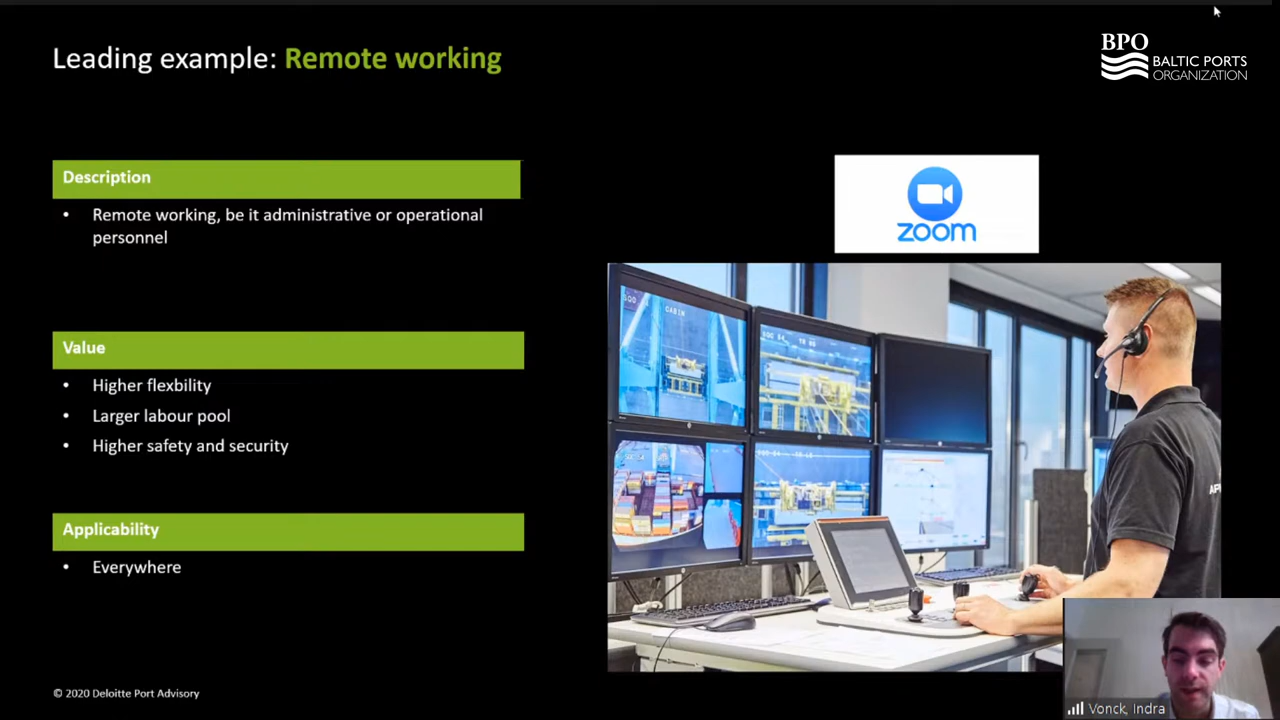 Leading example: Remote working
BPO
BALTIC PORTS
ORGANIZATION
Description
• Remote working, be it administrative or operational
personnel
zoom
Value
• Higher flexbility
• Larger labour pool
• Higher safety and security
Applicability
• Everywhere
CABIN
© 2020 Deloitte Port Advisory
Vonck, Indra